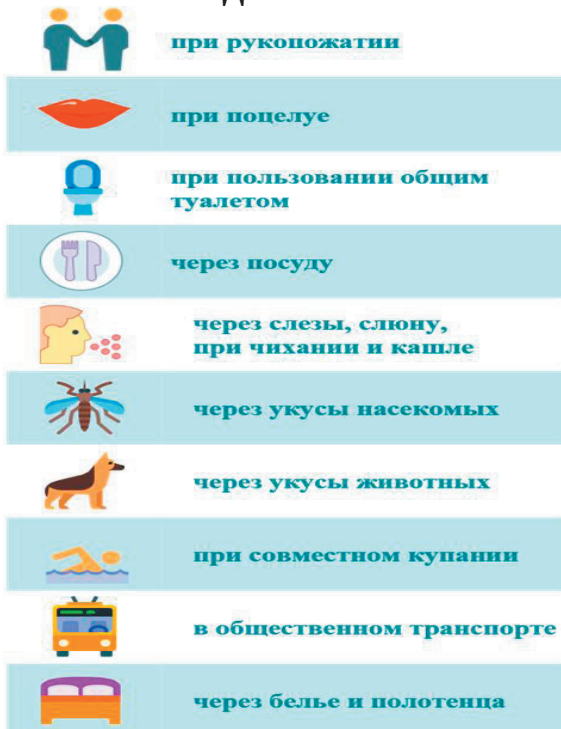 при рукопожатии
при поцелуе
при пользовании общим
туалетом
через посуду
через слезы, слюну,
при чихании и кашле
через укусы насекомых
через укусы животных
при совместном купании
в общественном транспорте
через белье и полотенца